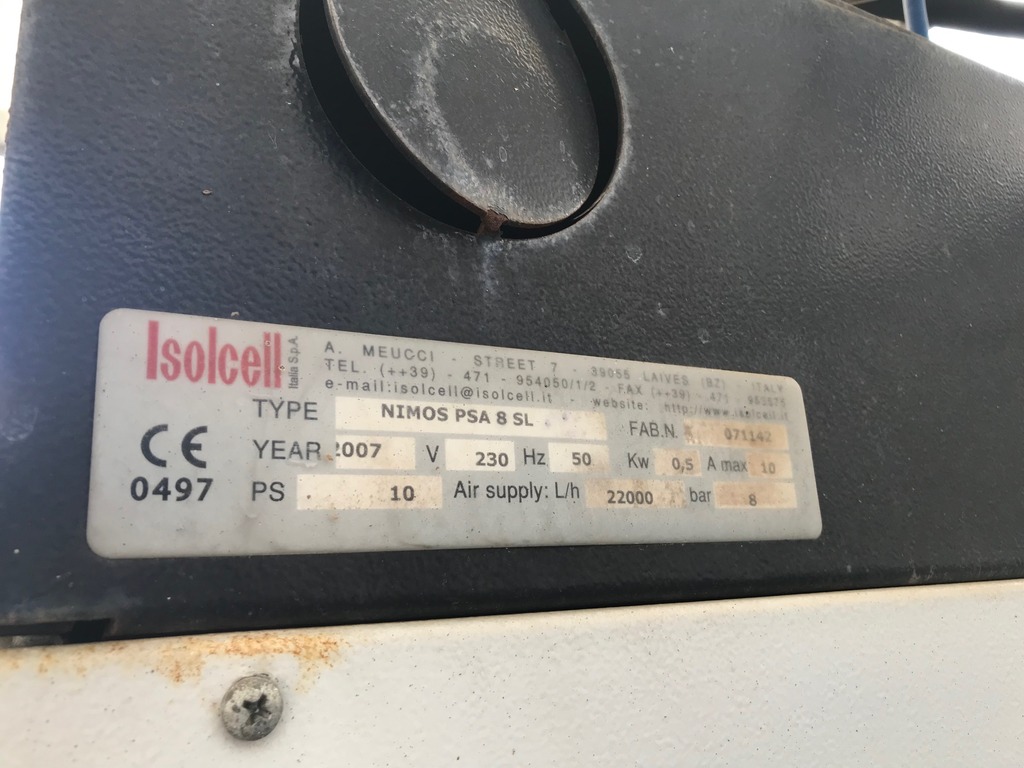 Isolcell
Italia S.p.A.
A. MEUCCI - STREET 7 - 39055 LAIVES (BZ) ITALY
TEL. (++39) - 471 - 954050/1/2 - FAX (++39) - 471 -
e-mail:isolcell@isolcell.it - website: http://www.isolcell.it
TYPE NIMOS PSA 8 SL FAB.N. 071142
YEAR 2007 V 230 Hz 50 Kw 0,5 A max 10
CE
0497 PS 10 Air supply: L/h 22000 bar 8